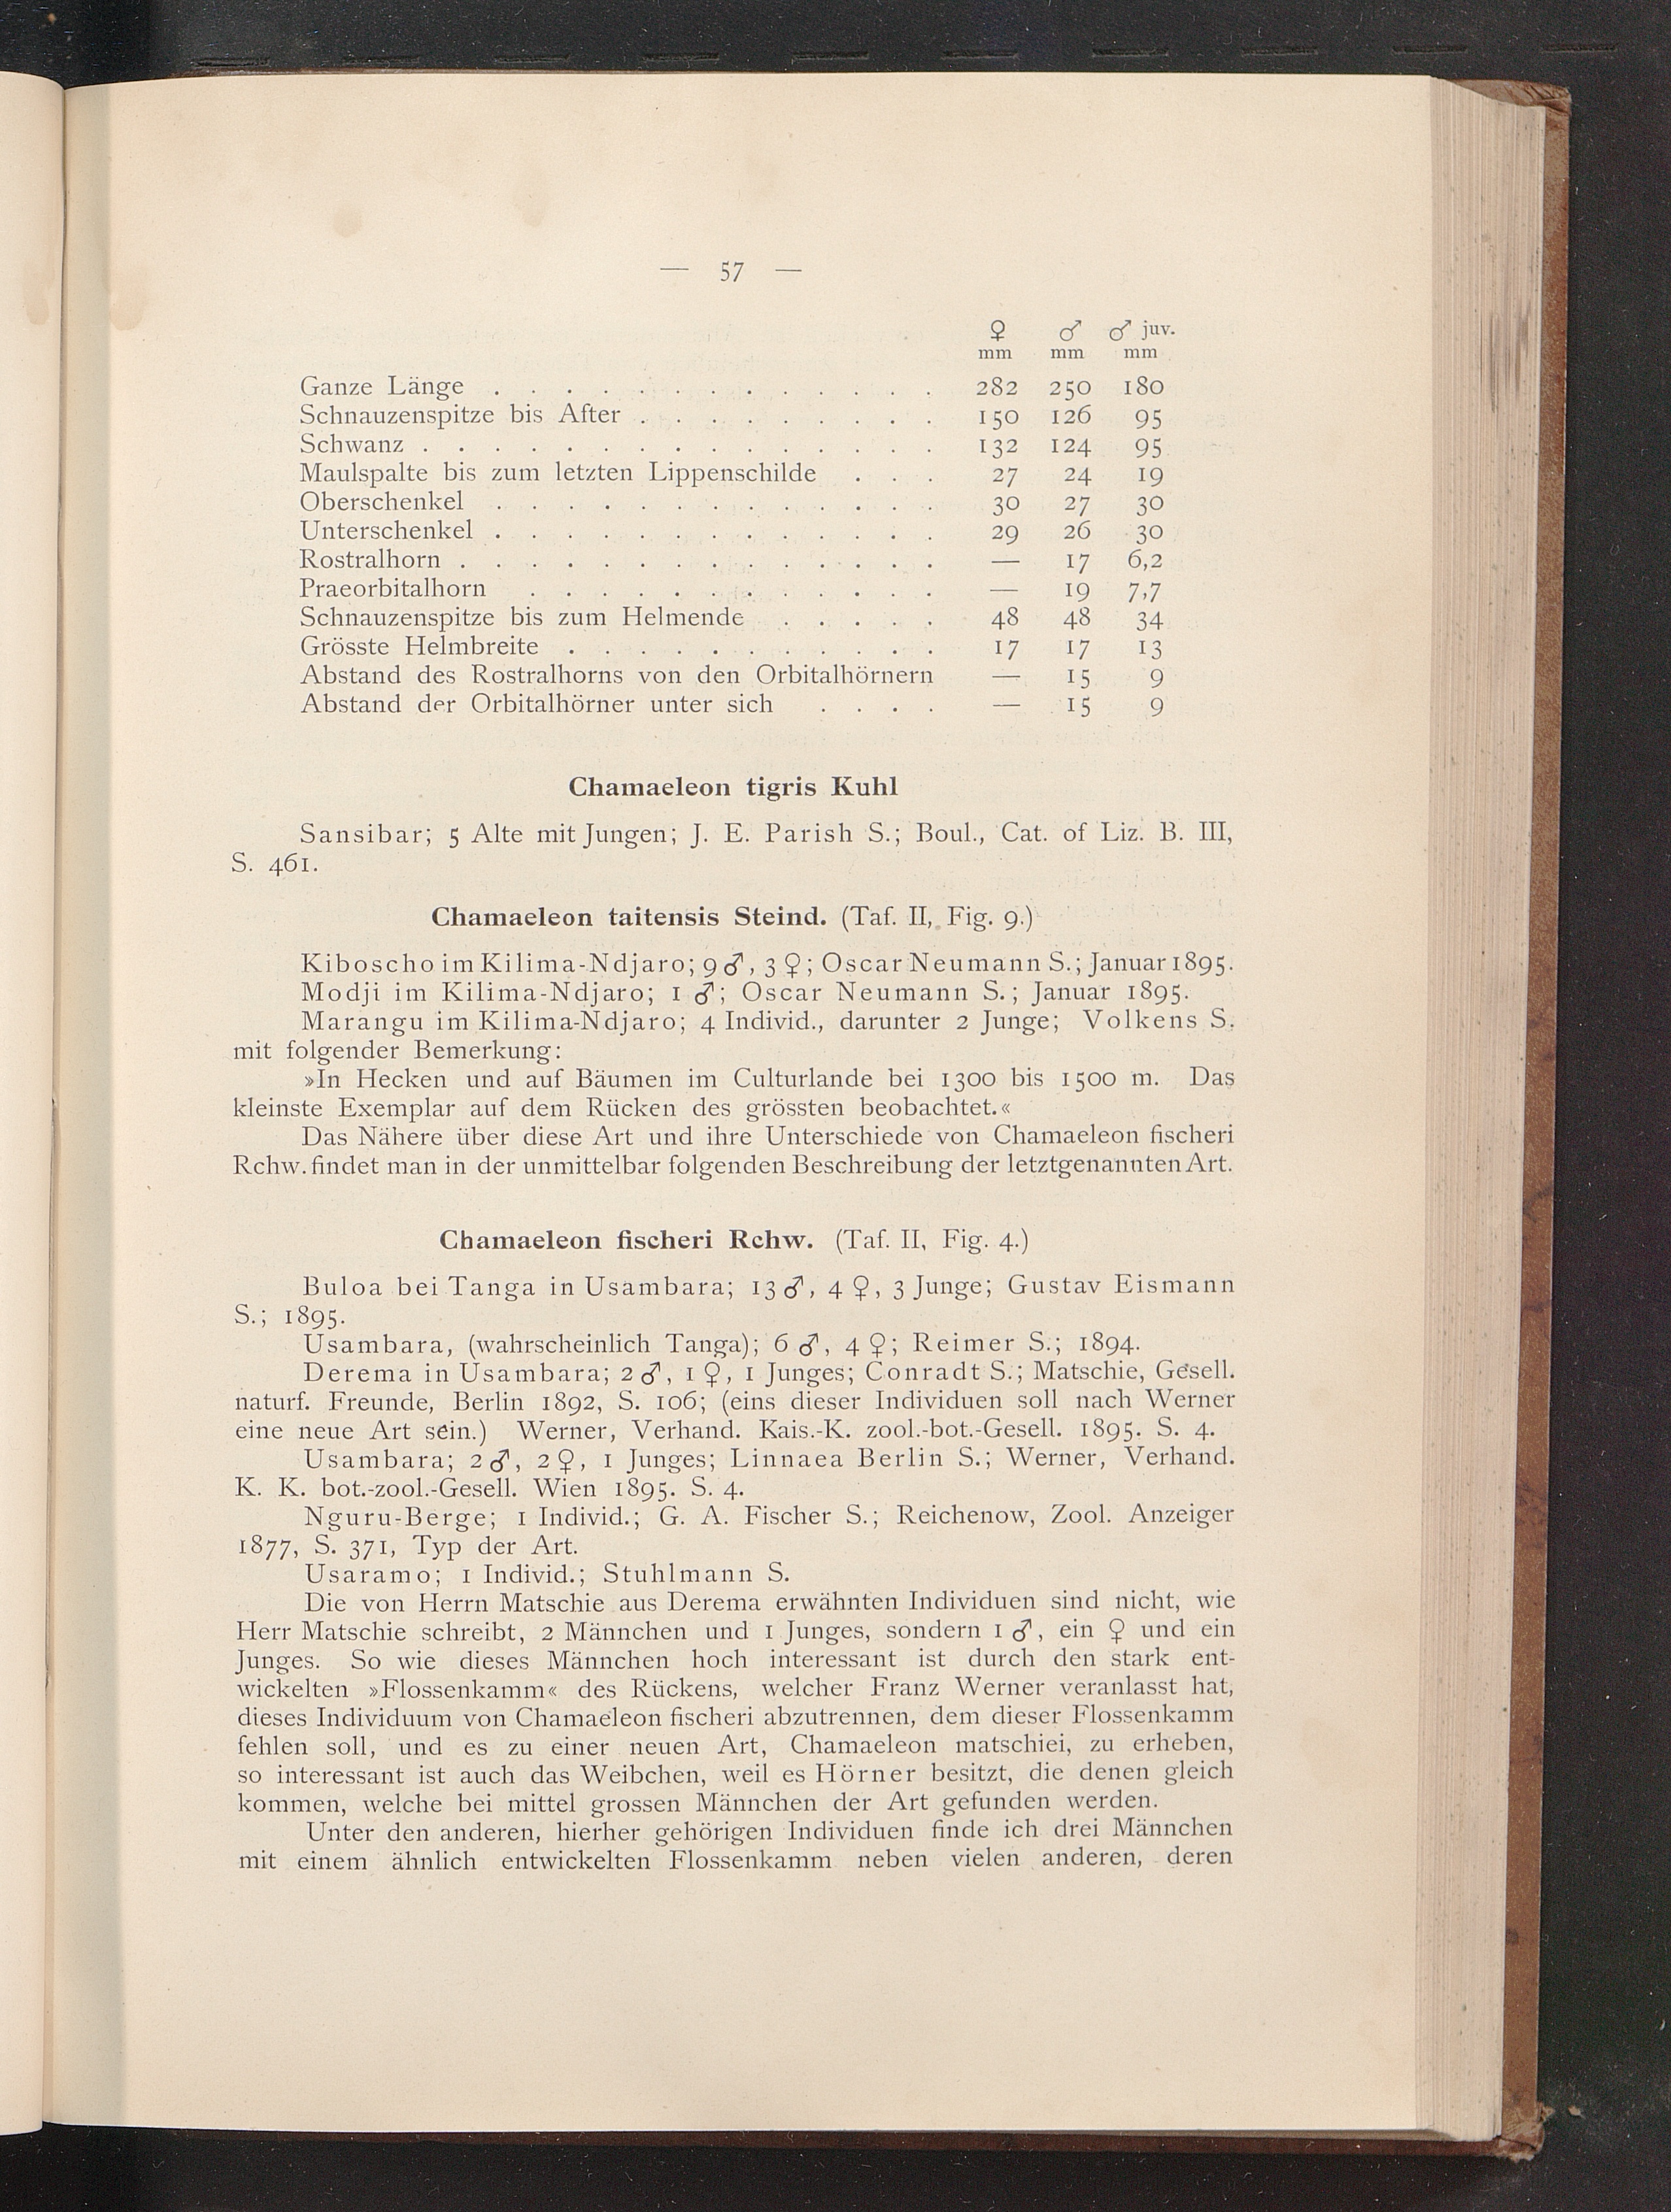 — 57 —
♀ ♂ ♂ juv.
mm mm mm
Ganze Länge . . . . . . . . . . . . . 282 250 180
Schnauzenspitze bis After . . . . . . . . . 150 126 95
Schwanz . . . . . . . . . . . . . . . 132 124 95
Maulspalte bis zum letzten Lippenschilde . . . 27 24 19
Oberschenkel . . . . . . . . . . . . . 30 27 30
Unterschenkel . . . . . . . . . . . . . 29 26 30
Rostralhorn . . . . . . . . . . . . . . — 17 6,2
Praeorbitalhorn . . . . . . . . . . . . — 19 7,7
Schnauzenspitze bis zum Helmende . . . . . 48 48 34
Grösste Helmbreite . . . . . . . . . . . 17 17 13
Abstand des Rostralhorns von den Orbitalhörnern — 15 9
Abstand der Orbitalhörner unter sich . . . . — 15 9
Chamaeleon tigris Kuhl
Sansibar; 5 Alte mit Jungen; J. E. Parish S.; Boul., Cat. of Liz. B. III,
S. 461.
Chamaeleon taitensis Steind. (Taf. II, Fig. 9.)
Kiboscho im Kilima-Ndjaro; 9 ♂, 3 ♀; Oscar Neumann S.; Januar 1895.
Modji im Kilima-Ndjaro; 1 ♂; Oscar Neumann S.; Januar 1895.
Marangu im Kilima-Ndjaro; 4 Individ., darunter 2 Junge; Volkens S.
mit folgender Bemerkung:
»In Hecken und auf Bäumen im Culturlande bei 1300 bis 1500 m. Das
kleinste Exemplar auf dem Rücken des grössten beobachtet.«
Das Nähere über diese Art und ihre Unterschiede von Chamaeleon fischeri
Rchw. findet man in der unmittelbar folgenden Beschreibung der letztgenannten Art.
Chamaeleon fischeri Rchw. (Taf. II, Fig. 4.)
Buloa bei Tanga in Usambara; 13 ♂, 4 ♀, 3 Junge; Gustav Eismann
S.; 1895.
Usambara, (wahrscheinlich Tanga); 6 ♂, 4 ♀; Reimer S.; 1894.
Derema in Usambara; 2 ♂, 1 ♀, 1 Junges; Conradt S.; Matschie, Gesell.
naturf. Freunde, Berlin 1892, S. 106; (eins dieser Individuen soll nach Werner
eine neue Art sein.) Werner, Verhand. Kais.-K. zool.-bot.-Gesell. 1895. S. 4.
Usambara; 2 ♂, 2 ♀, 1 Junges; Linnaea Berlin S.; Werner, Verhand.
K. K. bot.-zool.-Gesell. Wien 1895. S. 4.
Nguru-Berge; 1 Individ.; G. A. Fischer S.; Reichenow, Zool. Anzeiger
1877, S. 371, Typ der Art.
Usaramo; 1 Individ.; Stuhlmann S.
Die von Herrn Matschie aus Derema erwähnten Individuen sind nicht, wie
Herr Matschie schreibt, 2 Männchen und 1 Junges, sondern 1 ♂, ein ♀ und ein
Junges. So wie dieses Männchen hoch interessant ist durch den stark ent-
wickelten »Flossenkamm« des Rückens, welcher Franz Werner veranlasst hat,
dieses Individuum von Chamaeleon fischeri abzutrennen, dem dieser Flossenkamm
fehlen soll, und es zu einer neuen Art, Chamaeleon matschiei, zu erheben,
so interessant ist auch das Weibchen, weil es Hörner besitzt, die denen gleich
kommen, welche bei mittel grossen Männchen der Art gefunden werden.
Unter den anderen, hierher gehörigen Individuen finde ich drei Männchen
mit einem ähnlich entwickelten Flossenkamm neben vielen anderen, deren